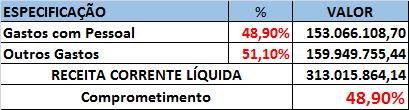 ESPECIFICAÇÃO % VALOR
Gastos com Pessoal 48,90% 153.066.108,70
Outros Gastos 51,10% 159.949.755,44
RECEITA CORRENTE LÍQUIDA 313.015.864,14
Comprometimento 48,90%